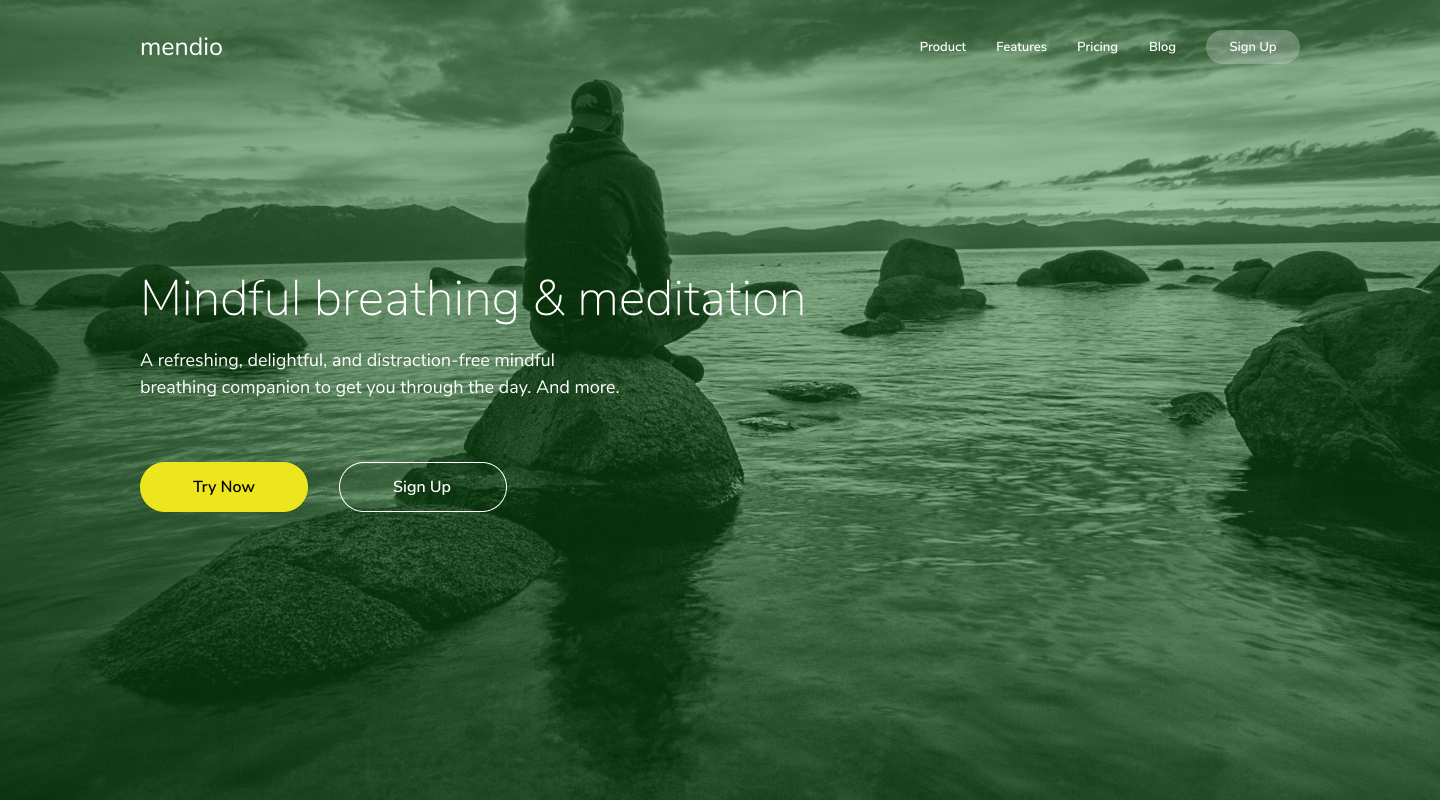 mendio
Product Features Pricing Blog Sign Up
Mindful breathing & meditation
A refreshing, delightful, and distraction-free mindful
breathing companion to get you through the day. And more.
Try Now Sign Up